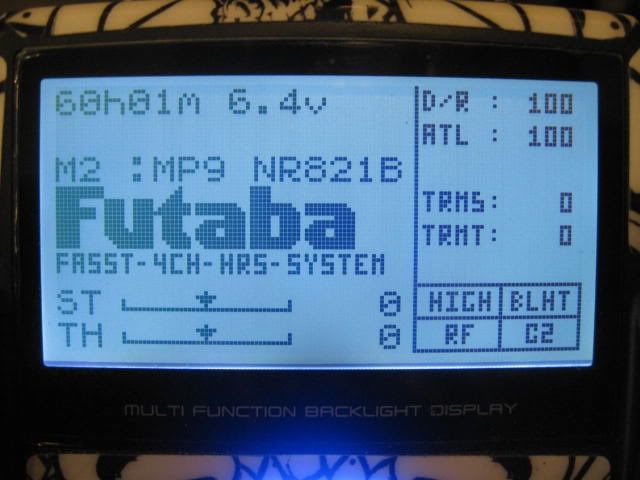 60h01m 6.4v
M2 :MP9 NR821B
Futaba
FASST-4CH-HRS-SYSTEM
ST 0
TH 0
D/R : 100
ATL : 100
TRMS: 0
TRMT: 0
HIGH BLHT
RF C2
MULTI FUNCTION BACKLIGHT DISPLAY